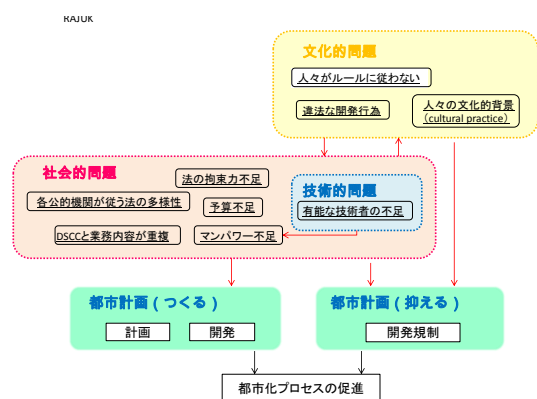 RAJUK
文化的問題
人々がルールに従わない
違法な開発行為
人々の文化的背景
（cultural practice）
社会的問題
法の拘束力不足
各公的機関が従う法の多様性
予算不足
DSCCと業務内容が重複
マンパワー不足
技術的問題
有能な技術者の不足
都市計画（つくる）
計画
開発
都市計画（抑える）
開発規制
都市化プロセスの促進